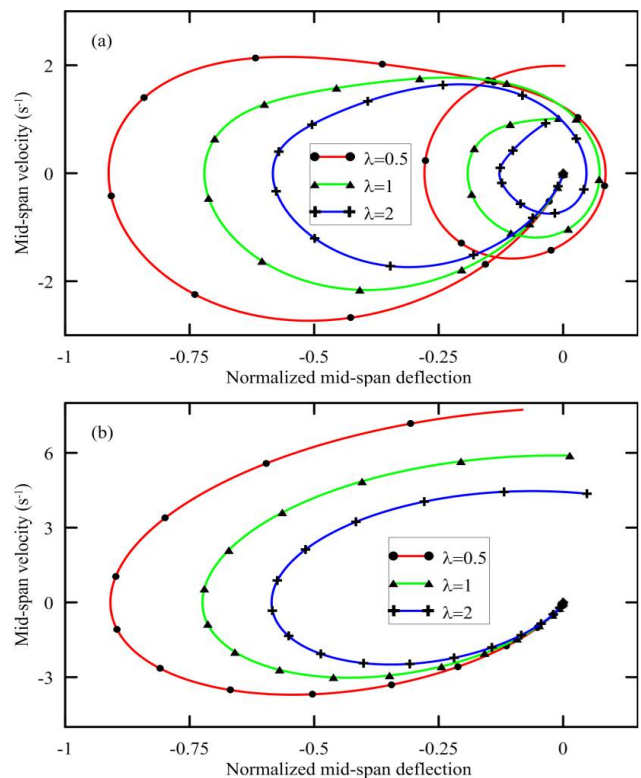 (a)
Mid-span velocity (s⁻¹)
2
0
-2
λ=0.5
λ=1
λ=2
-1
-0.75
-0.5
-0.25
0
Normalized mid-span deflection
(b)
Mid-span velocity (s⁻¹)
6
3
0
-3
λ=0.5
λ=1
λ=2
-1
-0.75
-0.5
-0.25
0
Normalized mid-span deflection